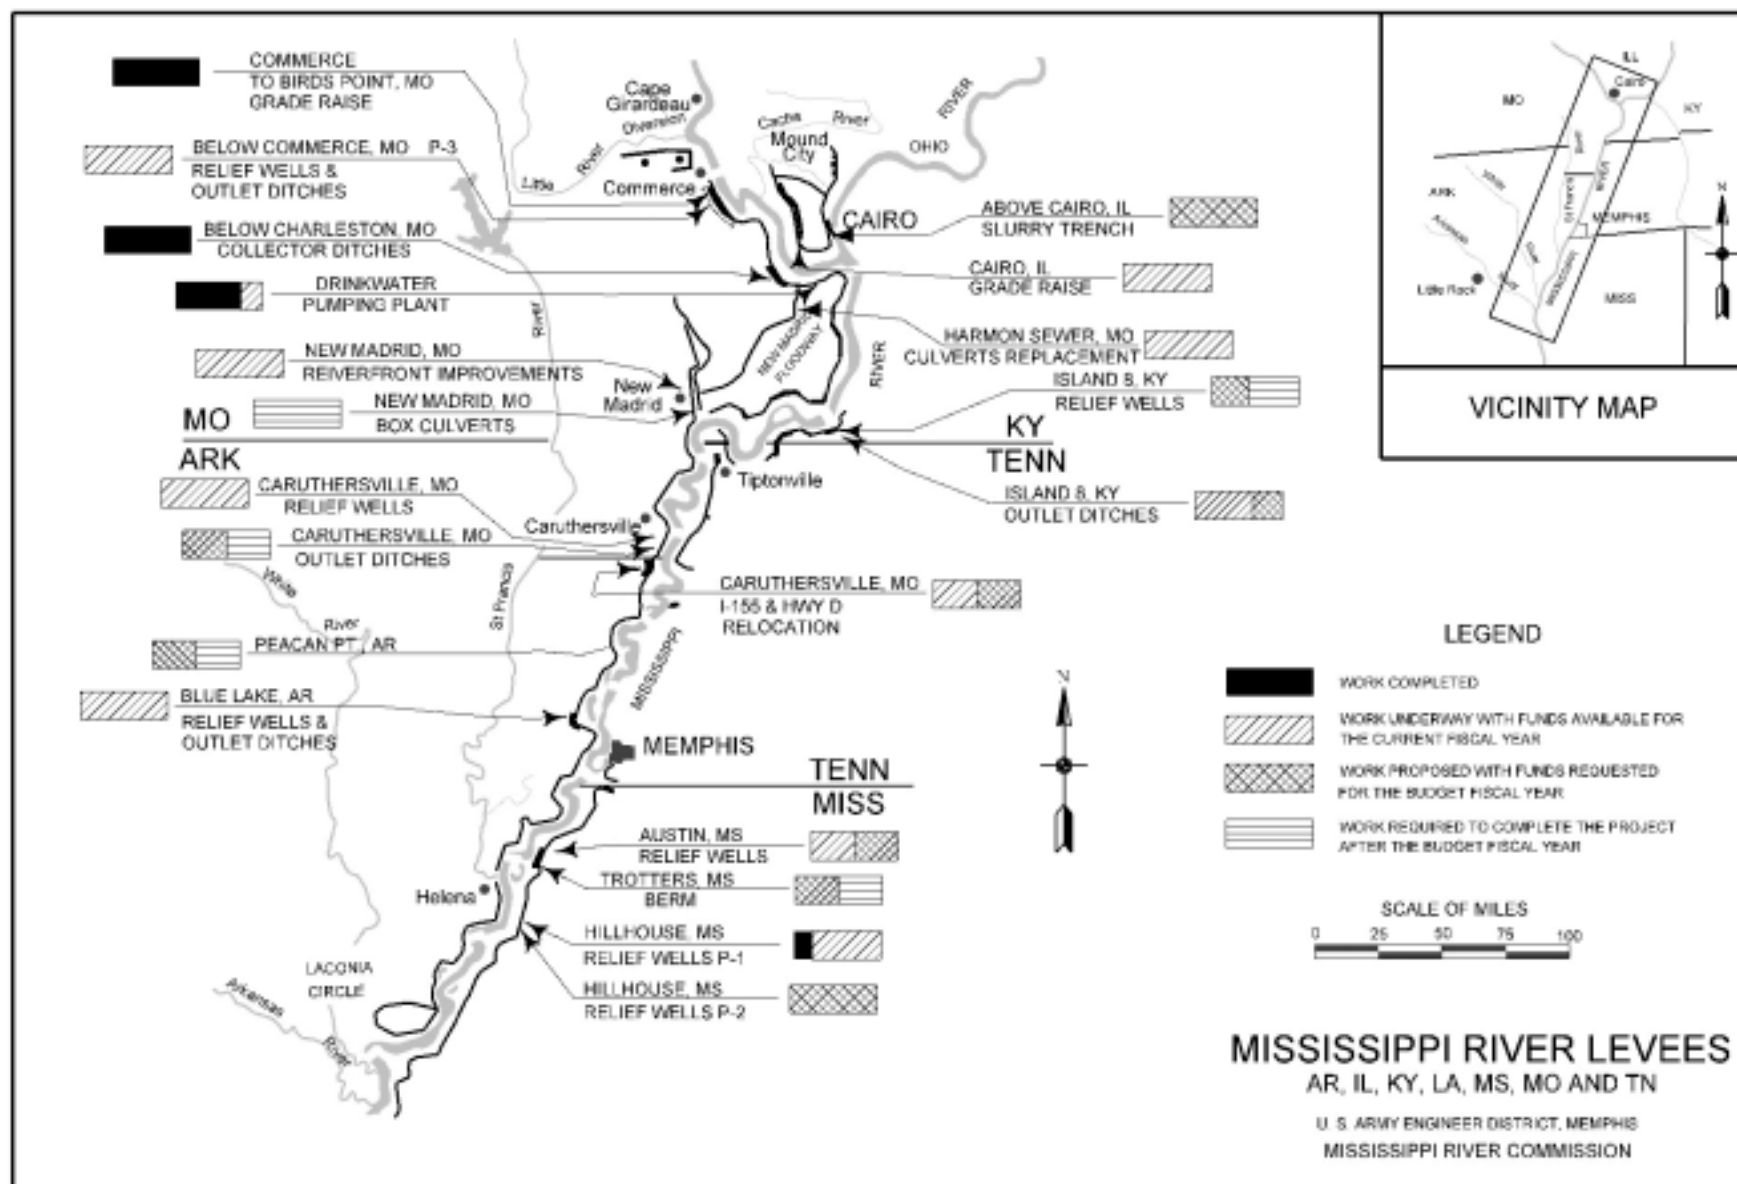 COMMERCE
TO BIRDS POINT, MO
GRADE RAISE
BELOW COMMERCE, MO P-3
RELIEF WELLS &
OUTLET DITCHES
BELOW CHARLESTON, MO
COLLECTOR DITCHES
DRINKWATER
PUMPING PLANT
NEW MADRID, MO
REIVERFRONT IMPROVEMENTS
NEW MADRID, MO
BOX CULVERTS
MO
ARK
CARUTHERSVILLE, MO
RELIEF WELLS
CARUTHERSVILLE, MO
OUTLET DITCHES
White
River
St Francis
River
PEACAN PT, AR
BLUE LAKE, AR
RELIEF WELLS &
OUTLET DITCHES
Cape
Girardeau
Diversion
Little
River
Commerce
Cache River
Mound
City
OHIO
RIVER
CAIRO
ABOVE CAIRO, IL
SLURRY TRENCH
CAIRO, IL
GRADE RAISE
NEW MADRID
FLOODWAY
HARMON SEWER, MO
CULVERTS REPLACEMENT
RIVER
ISLAND 8, KY
RELIEF WELLS
New
Madrid
KY
TENN
Tiptonville
ISLAND 8, KY
OUTLET DITCHES
Caruthersville
CARUTHERSVILLE, MO
I-155 & HWY D
RELOCATION
MISSISSIPPI
MEMPHIS
TENN
MISS
AUSTIN, MS
RELIEF WELLS
TROTTERS, MS
BERM
Helena
HILLHOUSE, MS
RELIEF WELLS P-1
HILLHOUSE, MS
RELIEF WELLS P-2
LACONIA
CIRCLE
Arkansas
River
N
ILL
Cairo
MO
KY
White
ARK
St Francis
RIVER
MEMPHIS
N
Arkansas
River
MISSISSIPPI
Little Rock
MISS
VICINITY MAP
LEGEND
WORK COMPLETED
WORK UNDERWAY WITH FUNDS AVAILABLE FOR
THE CURRENT FISCAL YEAR
WORK PROPOSED WITH FUNDS REQUESTED
FOR THE BUDGET FISCAL YEAR
WORK REQUIRED TO COMPLETE THE PROJECT
AFTER THE BUDGET FISCAL YEAR
SCALE OF MILES
0 25 50 75 100
MISSISSIPPI RIVER LEVEES
AR, IL, KY, LA, MS, MO AND TN
U. S. ARMY ENGINEER DISTRICT, MEMPHIS
MISSISSIPPI RIVER COMMISSION